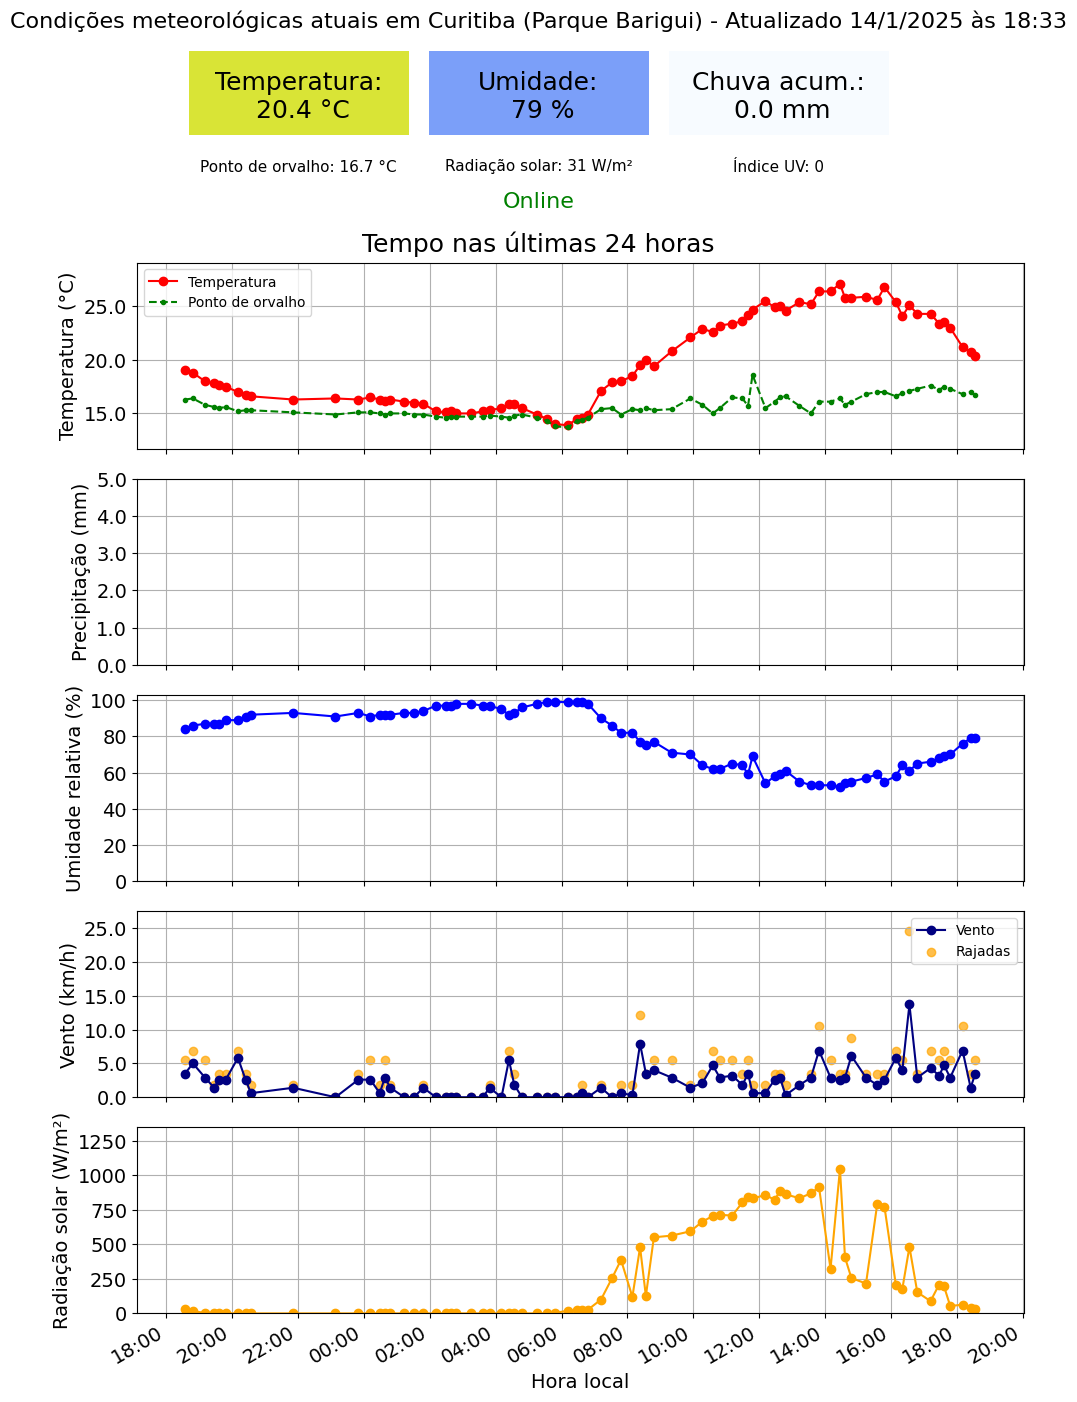 Condições meteorológicas atuais em Curitiba (Parque Barigui) - Atualizado 14/1/2025 às 18:33
Temperatura:
20.4 °C
Umidade:
79 %
Chuva acum.:
0.0 mm
Ponto de orvalho: 16.7 °C
Radiação solar: 31 W/m²
Índice UV: 0
Online
Tempo nas últimas 24 horas
Temperatura (°C)
25.0
20.0
15.0
Temperatura
Ponto de orvalho
Precipitação (mm)
5.0
4.0
3.0
2.0
1.0
0.0
Umidade relativa (%)
100
80
60
40
20
0
Vento (km/h)
25.0
20.0
15.0
10.0
5.0
0.0
Vento
Rajadas
Radiação solar (W/m²)
1250
1000
750
500
250
0
18:00
20:00
22:00
00:00
02:00
04:00
06:00
08:00
10:00
12:00
14:00
16:00
18:00
20:00
Hora local